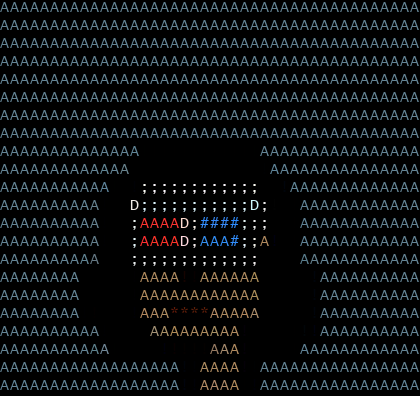 AAAAAAAAAAAAAAAAAAAAAAAAAAAAAAAAAAAAAAAAAA
AAAAAAAAAAAAAAAAAAAAAAAAAAAAAAAAAAAAAAAAAA
AAAAAAAAAAAAAAAAAAAAAAAAAAAAAAAAAAAAAAAAAA
AAAAAAAAAAAAAAAAAAAAAAAAAAAAAAAAAAAAAAAAAA
AAAAAAAAAAAAAAAAAAAAAAAAAAAAAAAAAAAAAAAAAA
AAAAAAAAAAAAAAAAAAAAAAAAAAAAAAAAAAAAAAAAAA
AAAAAAAAAAAAAAAAAAAAAAAAAAAAAAAAAAAAAAAAAA
AAAAAAAAAAAAAAAAAAAAAAAAAAAAAAAAAAAAAAAAAA
AAAAAAAAAAAAAA            AAAAAAAAAAAAAAAA
AAAAAAAAAAAAA              AAAAAAAAAAAAAAA
AAAAAAAAAAA   ;;;;;;;;;;;;   AAAAAAAAAAAAA
AAAAAAAAAA   D;;;;;;;;;;;D;   AAAAAAAAAAAA
AAAAAAAAAA   ;AAAAD;####;;;   AAAAAAAAAAAA
AAAAAAAAAA   ;AAAAD;AAA#;;A   AAAAAAAAAAAA
AAAAAAAAAA   ;;;;;;;;;;;;;    AAAAAAAAAAAA
AAAAAAAA      AAAA  AAAAAA      AAAAAAAAAA
AAAAAAAA      AAAAAAAAAAAA      AAAAAAAAAA
AAAAAAAA      AAA☆☆☆☆AAAAA      AAAAAAAAAA
AAAAAAAAAA     AAAAAAAAA        AAAAAAAAAA
AAAAAAAAAAA          AAA      AAAAAAAAAAAA
AAAAAAAAAAAAAAAAAA  AAAA  AAAAAAAAAAAAAAAA
AAAAAAAAAAAAAAAAAA  AAAA  AAAAAAAAAAAAAAAA